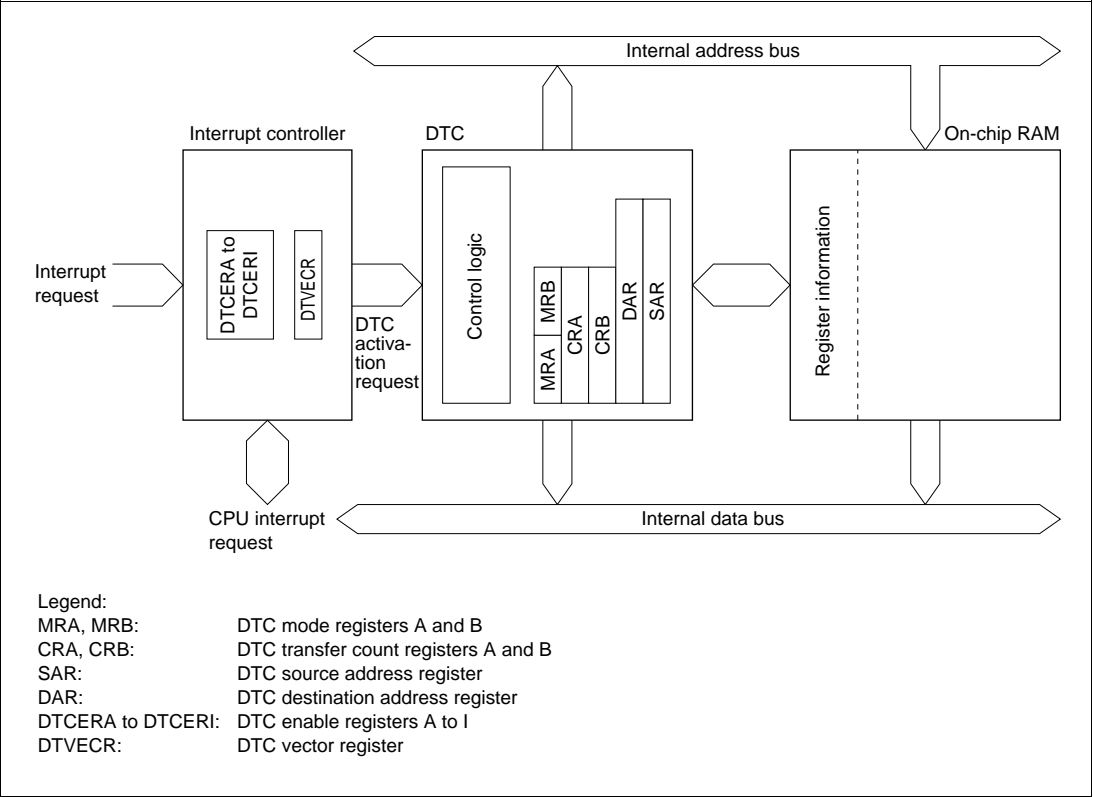 Internal address bus
Interrupt controller
DTC
On-chip RAM
Interrupt
request
DTCERA to
DTCERI
DTVECR
DTC
activa-
tion
request
Control logic
MRA
MRB
CRA
CRB
DAR
SAR
Register information
CPU interrupt
request
Internal data bus
Legend:
MRA, MRB: DTC mode registers A and B
CRA, CRB: DTC transfer count registers A and B
SAR: DTC source address register
DAR: DTC destination address register
DTCERA to DTCERI: DTC enable registers A to I
DTVECR: DTC vector register